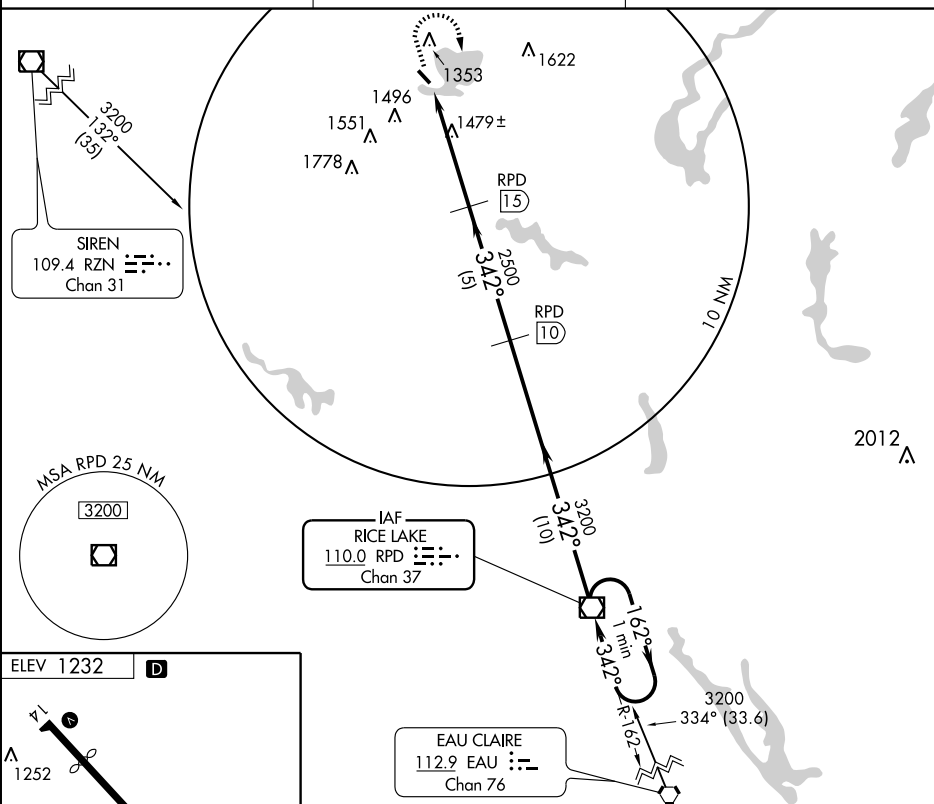 1353
1622
1496
1551
1479±
1778
3200
132°
(35)
SIREN
109.4 RZN
Chan 31
RPD
15
2500
342°
(5)
RPD
10
10 NM
2012
MSA RPD 25 NM
3200
3200
342°
(10)
IAF
RICE LAKE
110.0 RPD
Chan 37
162°
1 min
342°
R-162
3200
334° (33.6)
EAU CLAIRE
112.9 EAU
Chan 76
ELEV 1232
D
14
V
1252